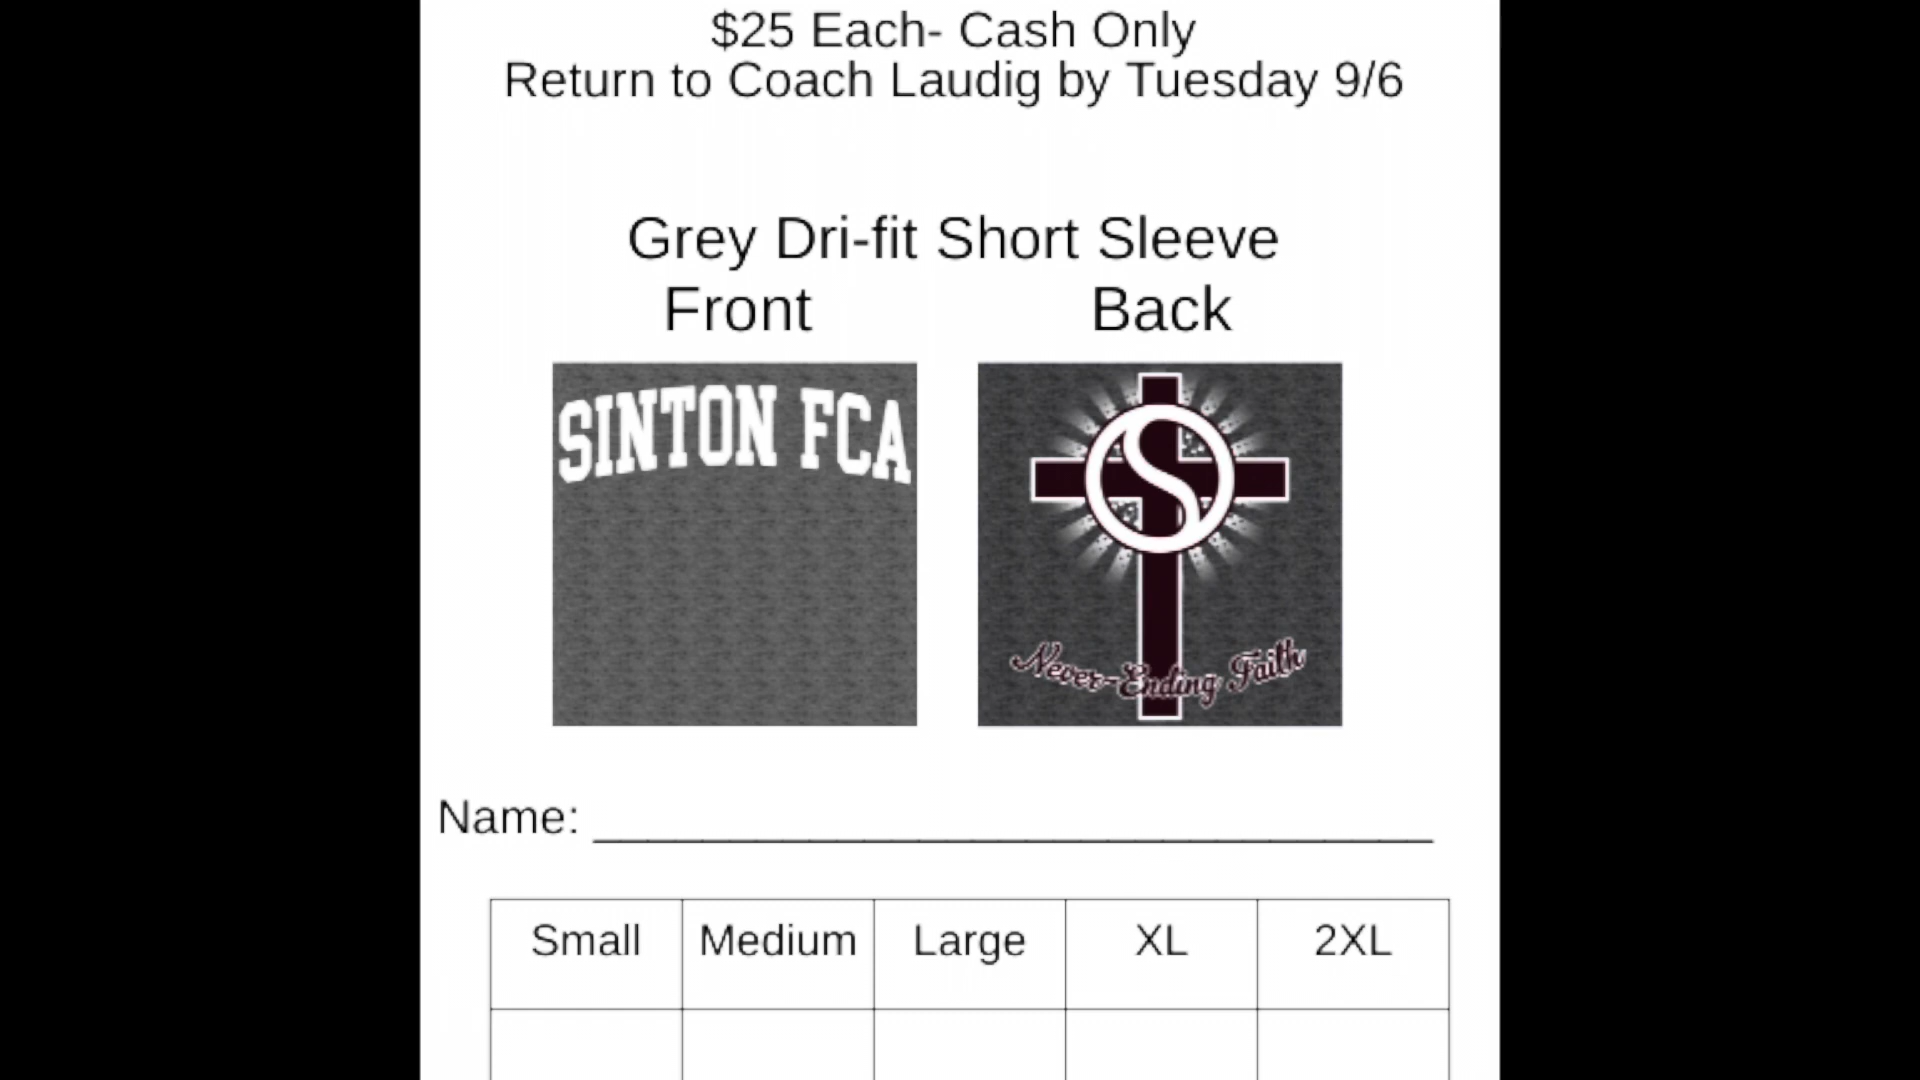 $25 Each- Cash Only
Return to Coach Laudig by Tuesday 9/6
Grey Dri-fit Short Sleeve
Front Back
SINTON FCA
S
Never-Ending Faith
Name: ____________________
Small Medium Large XL 2XL